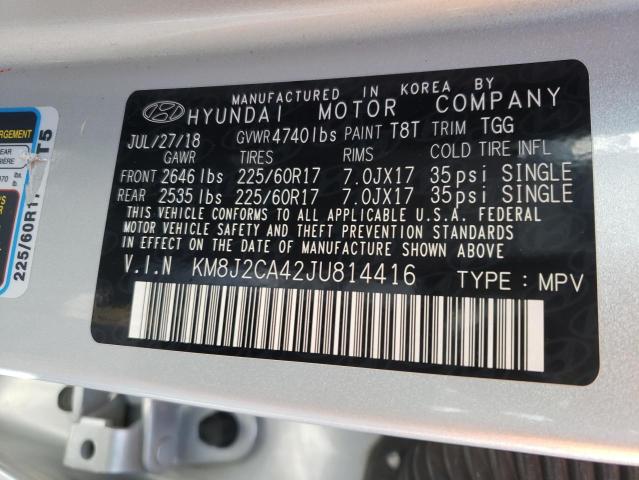 MANUFACTURED IN KOREA BY
HYUNDAI MOTOR COMPANY
JUL/27/18 GVWR 4740lbs PAINT T8T TRIM TGG
GAWR TIRES RIMS COLD TIRE INFL
FRONT 2646 lbs 225/60R17 7.0JX17 35psi SINGLE
REAR 2535 lbs 225/60R17 7.0JX17 35psi SINGLE
THIS VEHICLE CONFORMS TO ALL APPLICABLE U.S.A. FEDERAL
MOTOR VEHICLE SAFETY AND THEFT PREVENTION STANDARDS
IN EFFECT ON THE DATE OF MANUFACTURE SHOWN ABOVE.
V.I.N KM8J2CA42JU814416 TYPE : MPV
225/60R1
T5